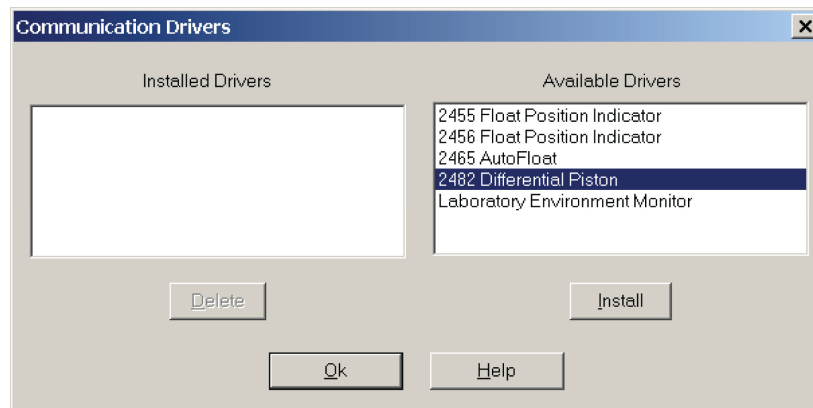 Communication Drivers
Installed Drivers
Available Drivers
2455 Float Position Indicator
2456 Float Position Indicator
2465 AutoFloat
2482 Differential Piston
Laboratory Environment Monitor
Delete
Install
Ok
Help